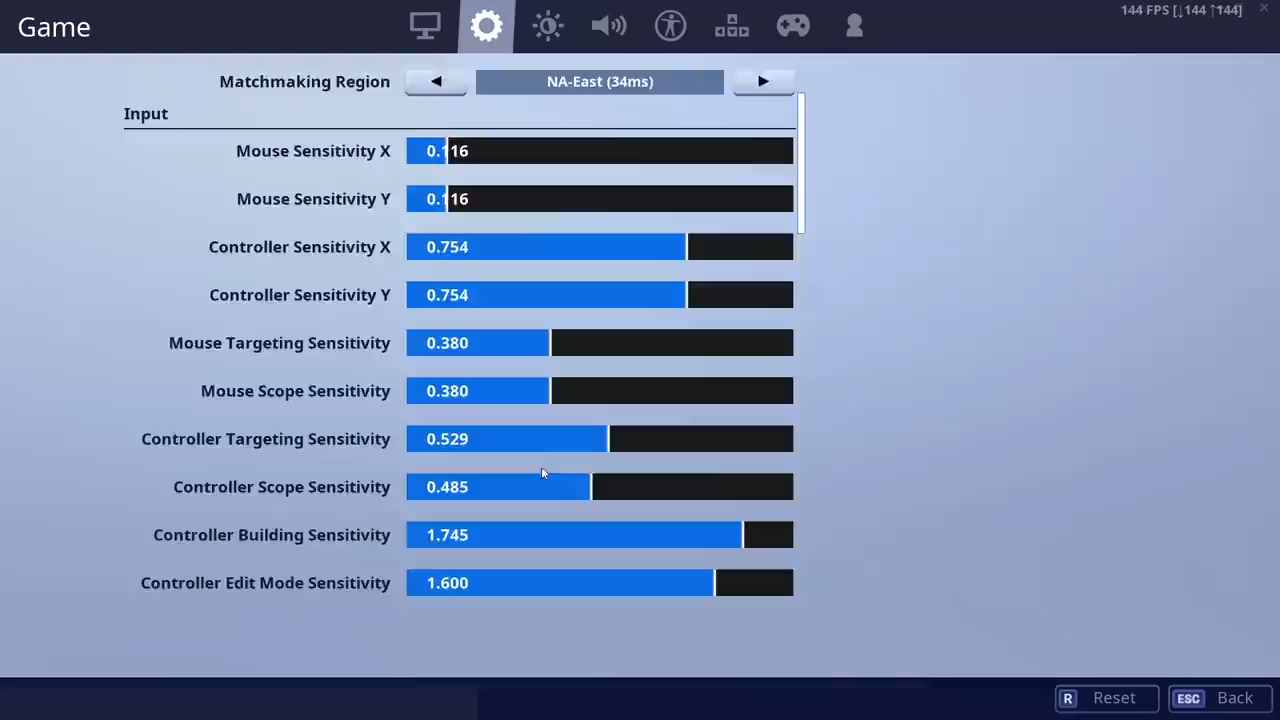 Game
144 FPS [↓144 ↑144]
Matchmaking Region NA-East (34ms)
Input
Mouse Sensitivity X 0.116
Mouse Sensitivity Y 0.116
Controller Sensitivity X 0.754
Controller Sensitivity Y 0.754
Mouse Targeting Sensitivity 0.380
Mouse Scope Sensitivity 0.380
Controller Targeting Sensitivity 0.529
Controller Scope Sensitivity 0.485
Controller Building Sensitivity 1.745
Controller Edit Mode Sensitivity 1.600
R Reset ESC Back